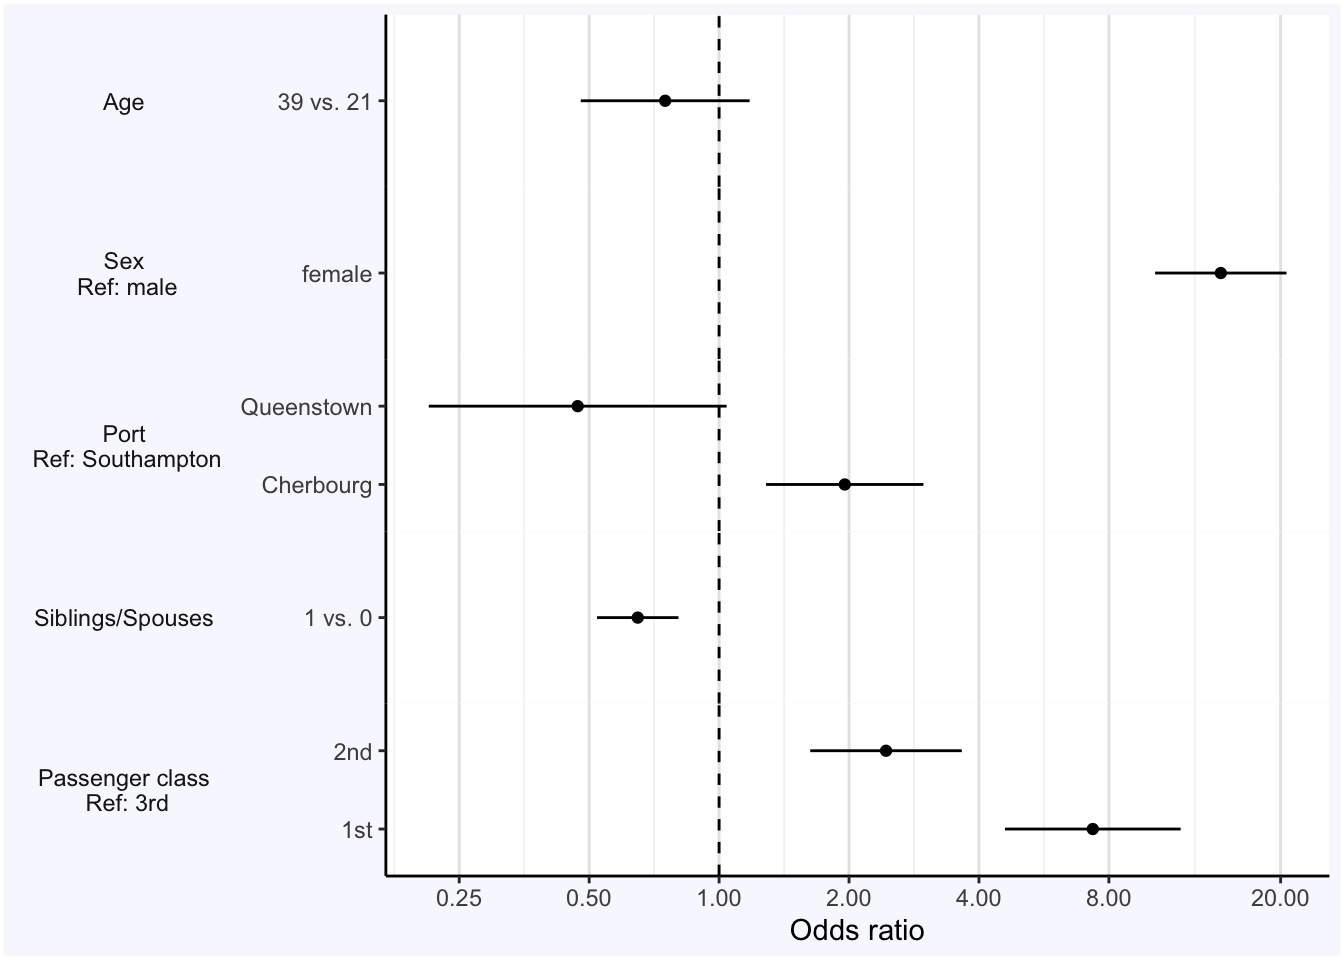 Age
39 vs. 21
Sex
Ref: male
female
Port
Ref: Southampton
Queenstown
Cherbourg
Siblings/Spouses
1 vs. 0
Passenger class
Ref: 3rd
2nd
1st
0.25 0.50 1.00 2.00 4.00 8.00 20.00
Odds ratio